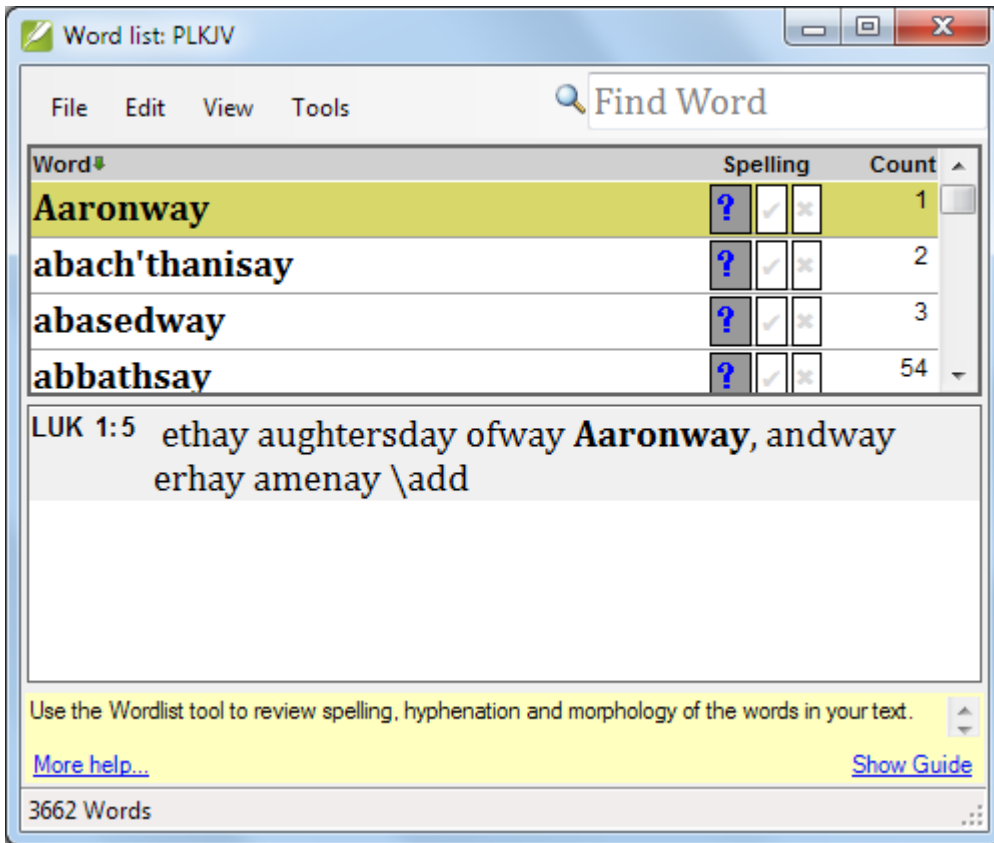 Word list: PLKJV
File Edit View Tools Find Word
Word Spelling Count
Aaronway ? 1
abach'thanisay ? 2
abasedway ? 3
abbathsay ? 54
LUK 1:5 ethay aughtersday ofway Aaronway, andway
erhay amenay \add
Use the Wordlist tool to review spelling, hyphenation and morphology of the words in your text.
More help... Show Guide
3662 Words